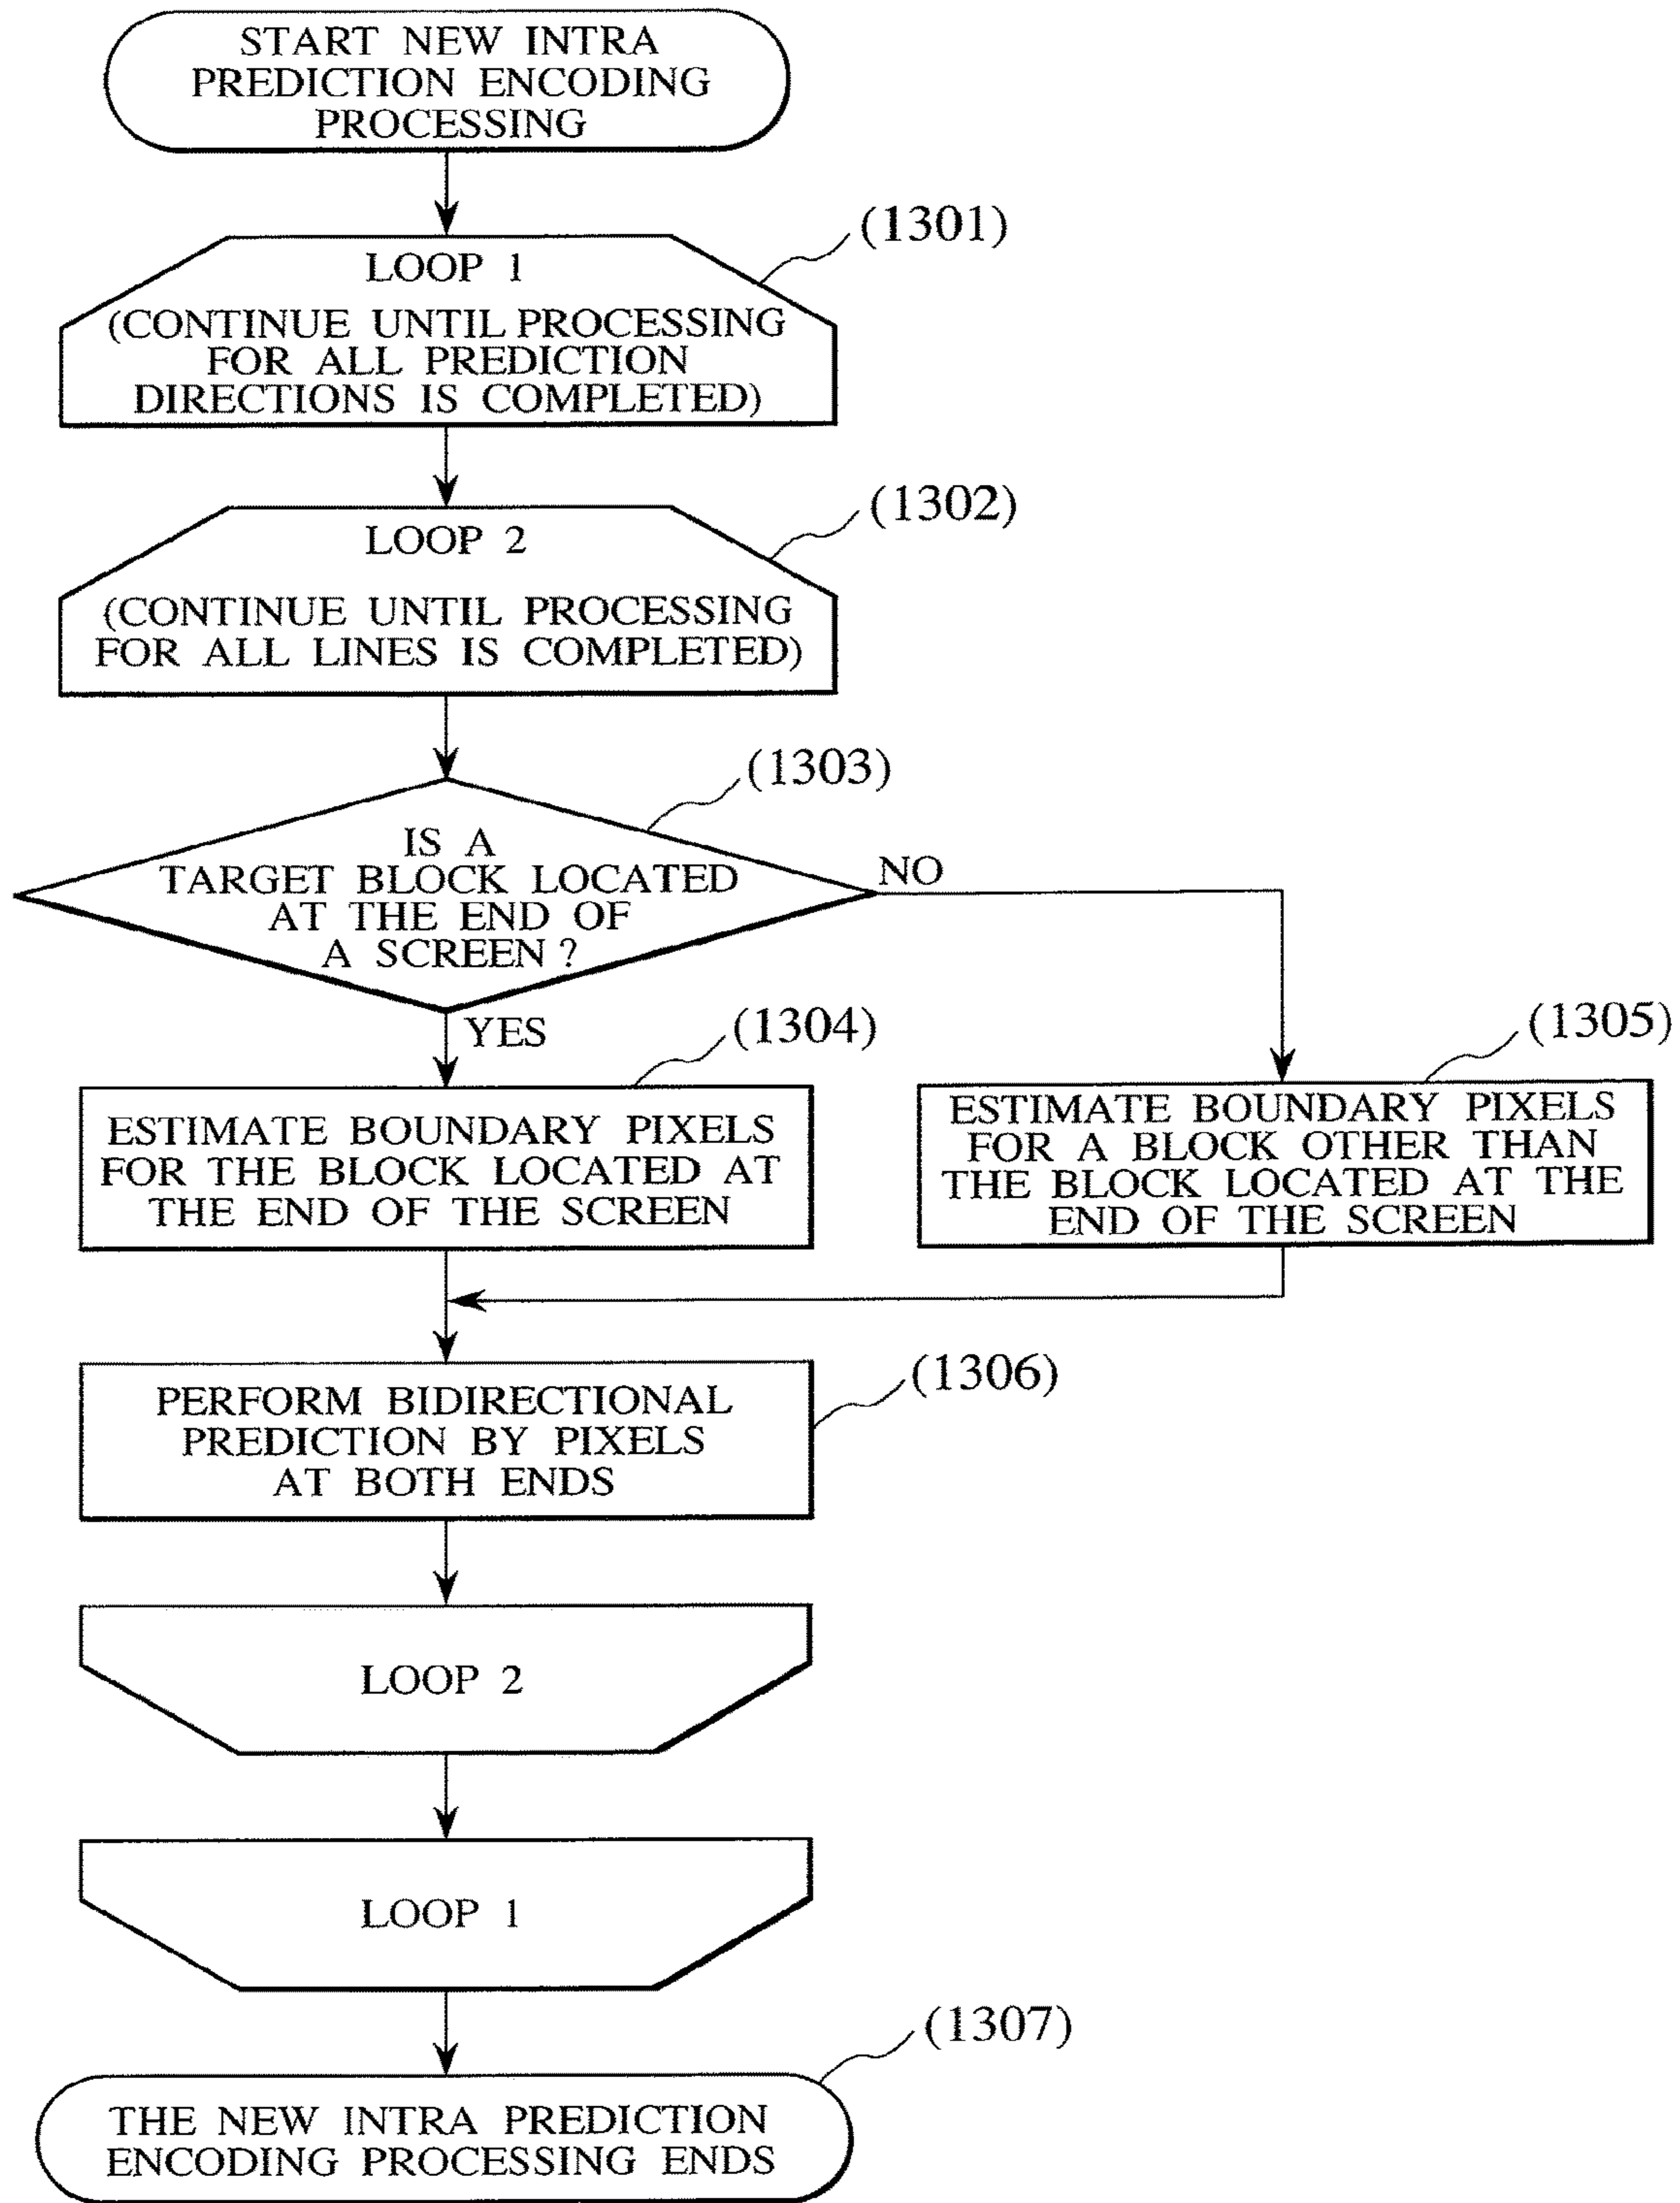 START NEW INTRA
PREDICTION ENCODING
PROCESSING
(1301)
LOOP 1
(CONTINUE UNTIL PROCESSING
FOR ALL PREDICTION
DIRECTIONS IS COMPLETED)
(1302)
LOOP 2
(CONTINUE UNTIL PROCESSING
FOR ALL LINES IS COMPLETED)
(1303)
IS A
TARGET BLOCK LOCATED
AT THE END OF
A SCREEN?
NO
YES
(1304)
ESTIMATE BOUNDARY PIXELS
FOR THE BLOCK LOCATED AT
THE END OF THE SCREEN
(1305)
ESTIMATE BOUNDARY PIXELS
FOR A BLOCK OTHER THAN
THE BLOCK LOCATED AT THE
END OF THE SCREEN
(1306)
PERFORM BIDIRECTIONAL
PREDICTION BY PIXELS
AT BOTH ENDS
LOOP 2
LOOP 1
(1307)
THE NEW INTRA PREDICTION
ENCODING PROCESSING ENDS